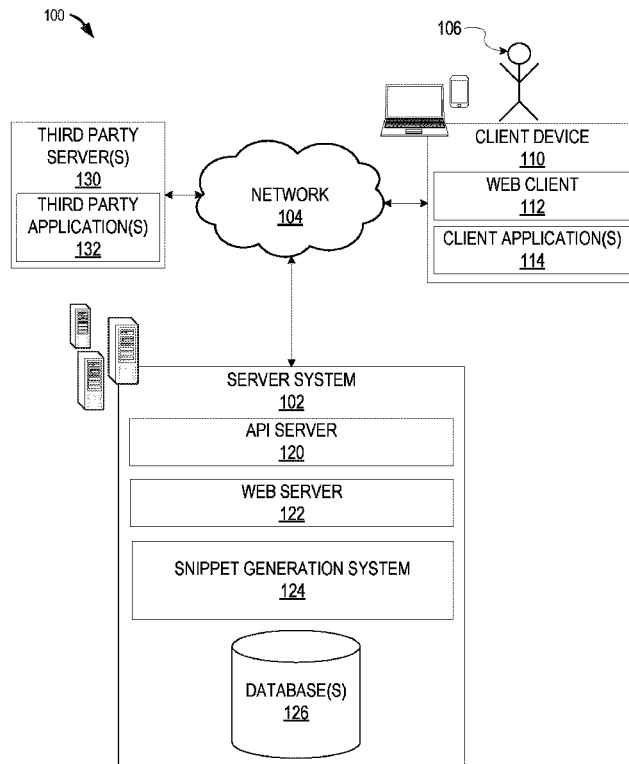 100
106
THIRD PARTY
SERVER(S)
130
THIRD PARTY
APPLICATION(S)
132
NETWORK
104
CLIENT DEVICE
110
WEB CLIENT
112
CLIENT APPLICATION(S)
114
SERVER SYSTEM
102
API SERVER
120
WEB SERVER
122
SNIPPET GENERATION SYSTEM
124
DATABASE(S)
126